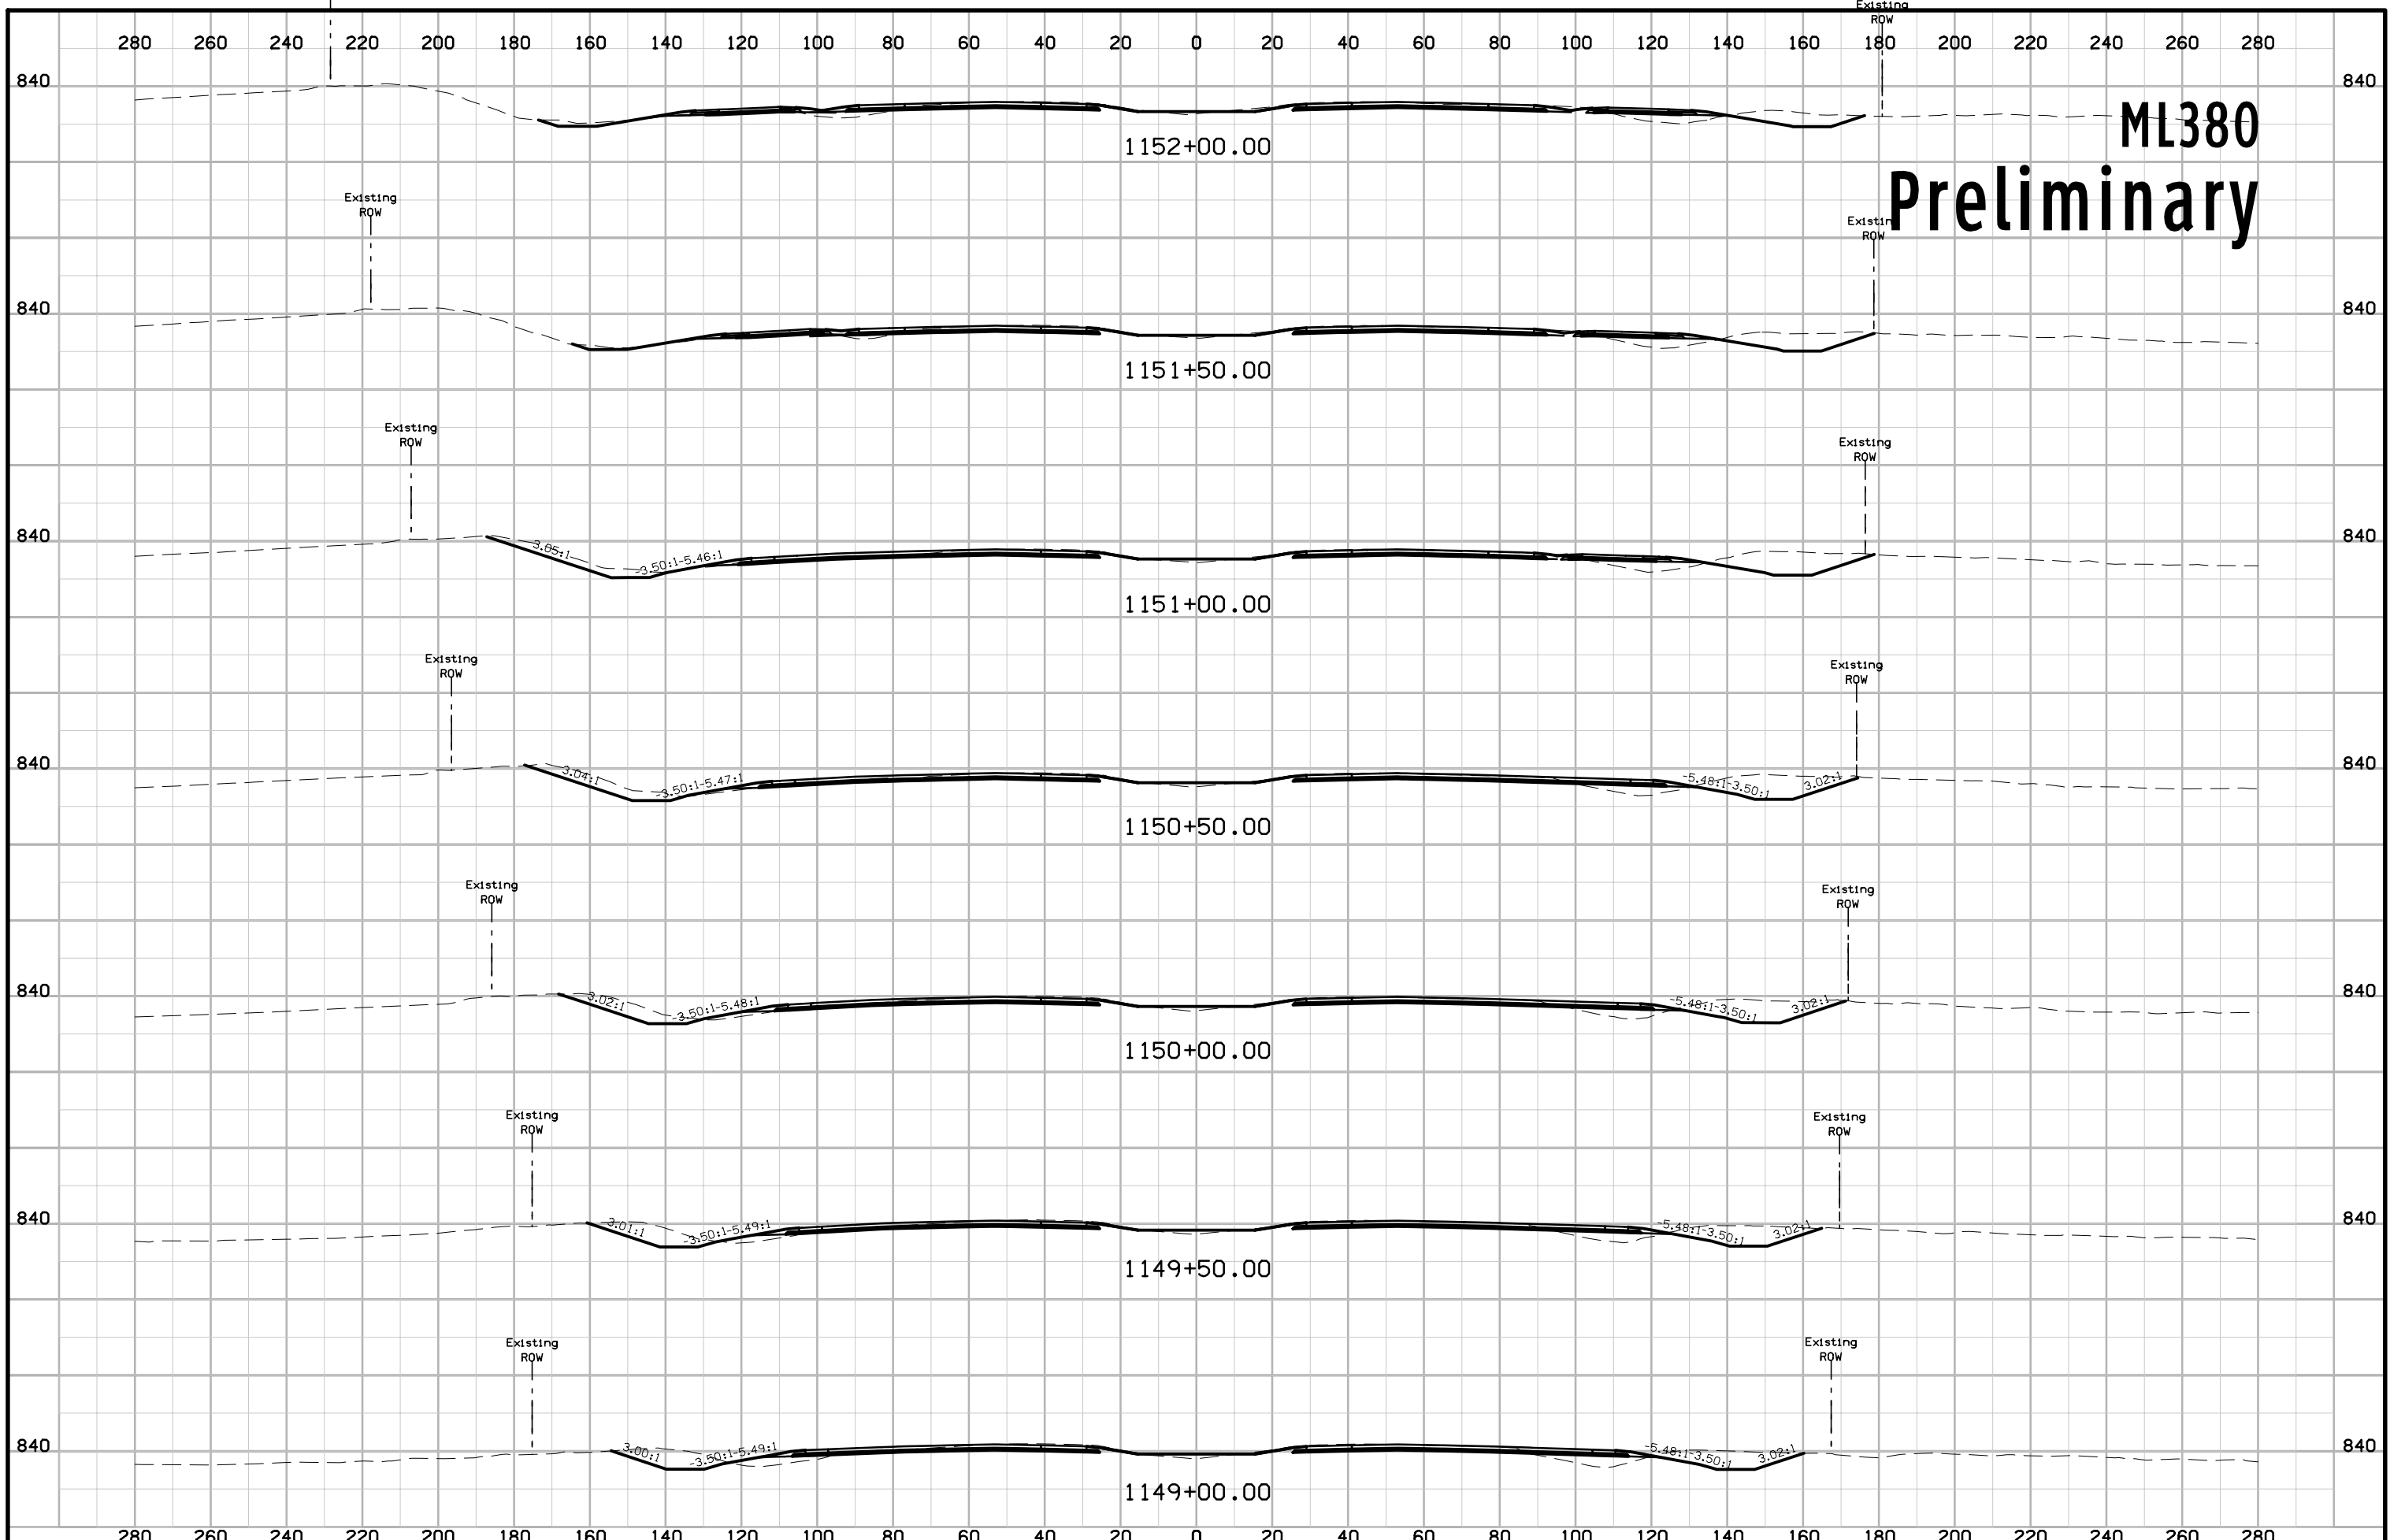 Existing
ROW
280 260 240 220 200 180 160 140 120 100 80 60 40 20 0 20 40 60 80 100 120 140 160 180 200 220 240 260 280
840 840
ML380
Preliminary
1152+00.00
Existing
ROW
Existin
ROW
840 840
1151+50.00
Existing
ROW
Existing
ROW
840 840
3.05:1 -3.50:1 -5.46:1
1151+00.00
Existing
ROW
Existing
ROW
840 840
3.04:1 -3.50:1 -5.47:1 -5.48:1 -3.50:1 3.02:1
1150+50.00
Existing
ROW
Existing
ROW
840 840
3.02:1 -3.50:1 -5.48:1 -5.48:1 -3.50:1 3.02:1
1150+00.00
Existing
ROW
Existing
ROW
840 840
3.01:1 -3.50:1 -5.49:1 -5.48:1 -3.50:1 3.02:1
1149+50.00
Existing
ROW
Existing
ROW
840 840
3.00:1 -3.50:1 -5.49:1 -5.48:1 -3.50:1 3.02:1
1149+00.00
280 260 240 220 200 180 160 140 120 100 80 60 40 20 0 20 40 60 80 100 120 140 160 180 200 220 240 260 280